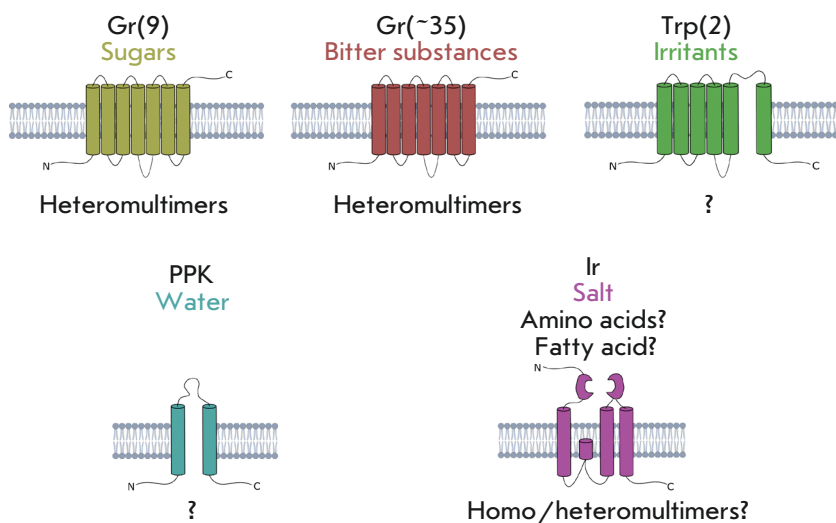 Gr(9)
Sugars
C
N
Heteromultimers
Gr(~35)
Bitter substances
C
N
Heteromultimers
Trp(2)
Irritants
N
C
?
PPK
Water
N
C
?
Ir
Salt
Amino acids?
Fatty acid?
N
C
Homo/heteromultimers?